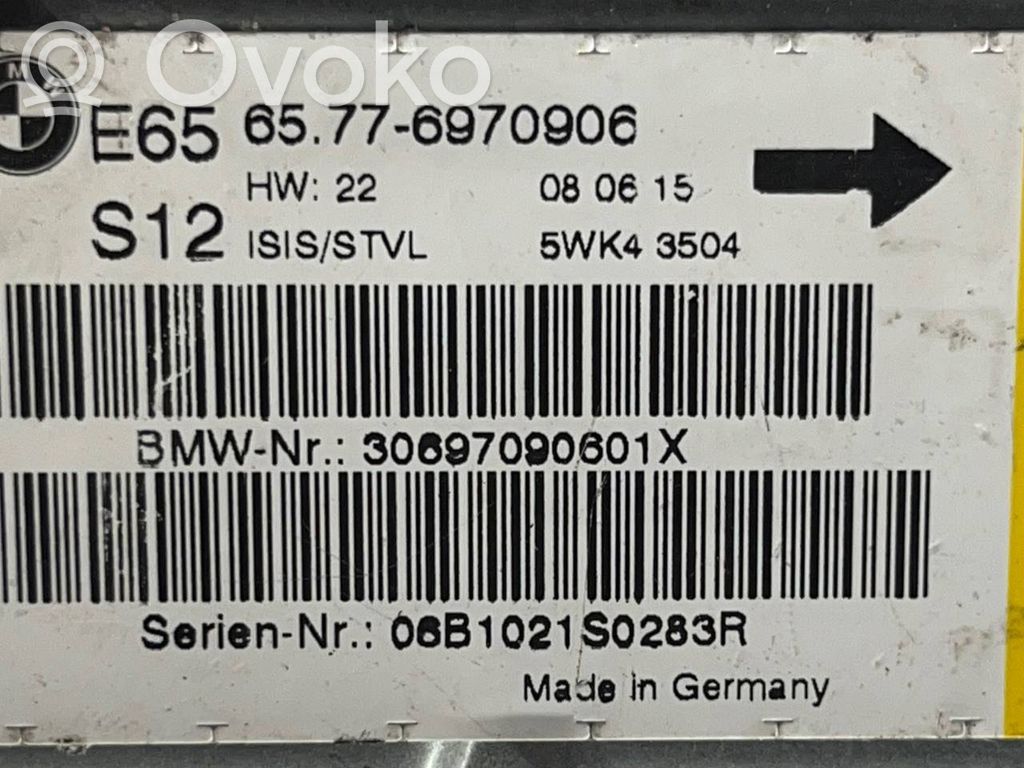 Ovoko
E65 65.77-6970906
HW: 22 08 06 15
S12 ISIS/STVL 5WK4 3504
BMW-Nr.: 30697090601X
Serien-Nr.: 06B1021S0283R
Made in Germany